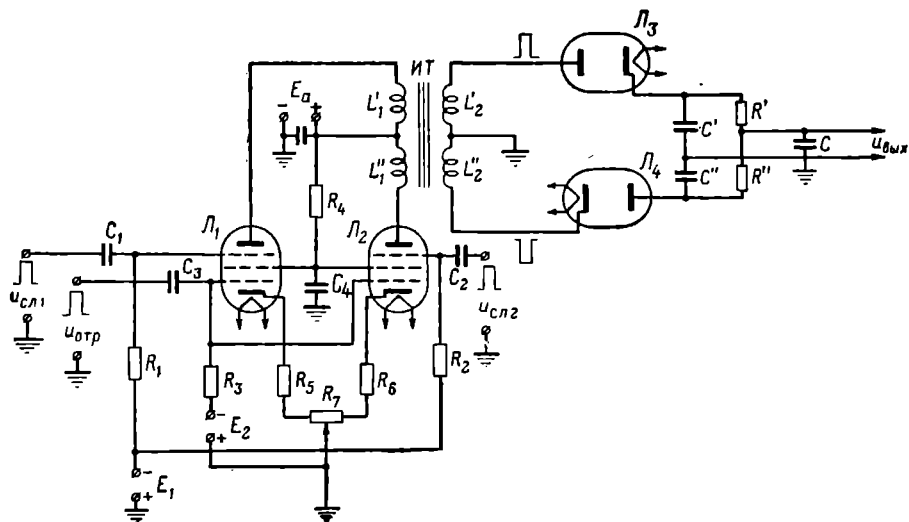 Л₃
ИТ
Eₐ
- +
L'₁ L'₂
L"₁ L"₂
R'
C'
C
uвых
C"
R"
Л₄
R₄
C₁
Л₁
Л₂
C₃
C₂
C₄
uсл1
uотр
uсл2
R₁
R₃
R₅
R₇
R₆
R₂
-
+ E₂
-
+ E₁